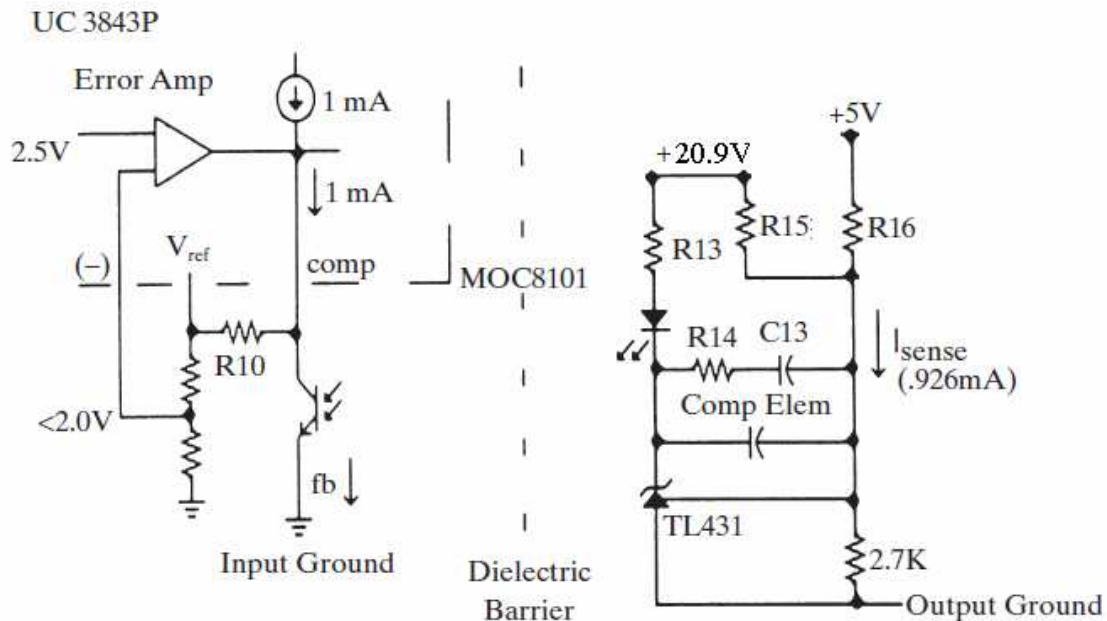 UC 3843P
Error Amp
1 mA
2.5V
1 mA
(–)
Vref
comp
MOC8101
R10
<2.0V
fb
Input Ground
Dielectric
Barrier
+5V
+20.9V
R15
R16
R13
R14
C13
Isense
(.926mA)
Comp Elem
TL431
2.7K
Output Ground